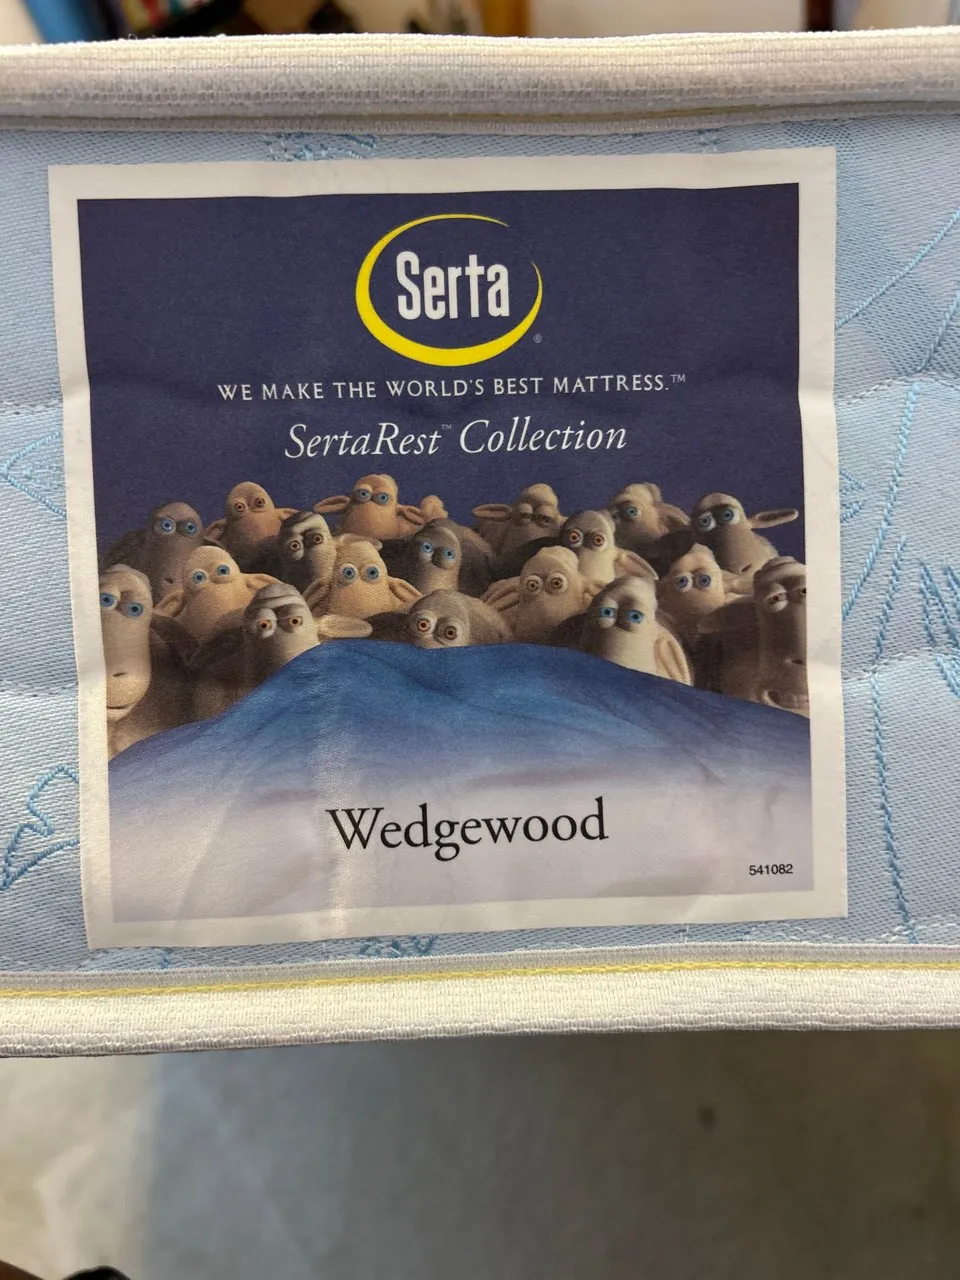 Serta®
WE MAKE THE WORLD'S BEST MATTRESS.™
SertaRest™ Collection
Wedgewood
541082